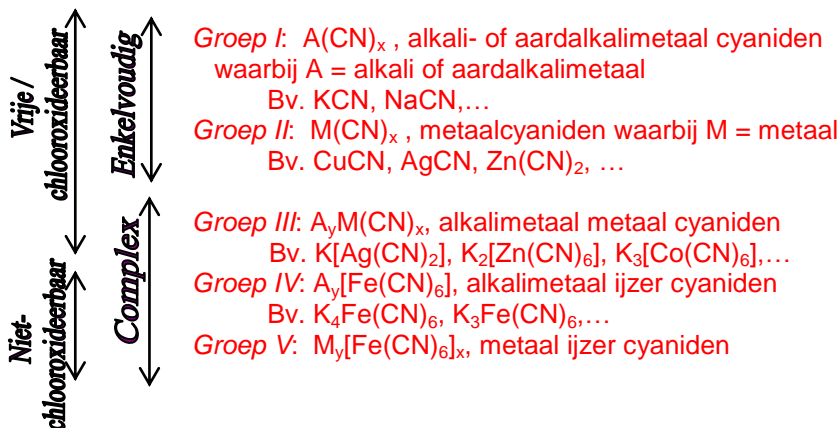 Vrije /
chlooroxideerbaar
Niet-
chlooroxideerbaar
Enkelvoudig
Complex
Groep I: A(CN)ₓ , alkali- of aardalkalimetaal cyaniden
waarbij A = alkali of aardalkalimetaal
Bv. KCN, NaCN,…
Groep II: M(CN)ₓ , metaalcyaniden waarbij M = metaal
Bv. CuCN, AgCN, Zn(CN)₂, …
Groep III: AyM(CN)ₓ, alkalimetaal metaal cyaniden
Bv. K[Ag(CN)₂], K₂[Zn(CN)₆], K₃[Co(CN)₆],…
Groep IV: Ay[Fe(CN)₆], alkalimetaal ijzer cyaniden
Bv. K₄Fe(CN)₆, K₃Fe(CN)₆,…
Groep V: My[Fe(CN)₆]ₓ, metaal ijzer cyaniden